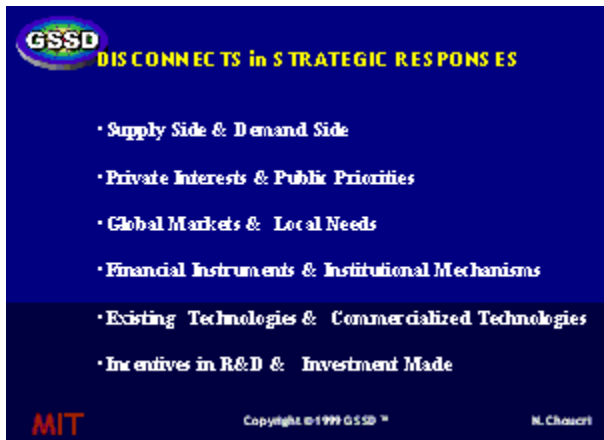 GSSD
DISCONNECTS in STRATEGIC RESPONSES
• Supply Side & Demand Side
• Private Interests & Public Priorities
• Global Markets & Local Needs
• Financial Instruments & Institutional Mechanisms
• Existing Technologies & Commercialized Technologies
• Incentives in R&D & Investment Made
MIT Copyright © 1999 GSSD ™ N. Choucri